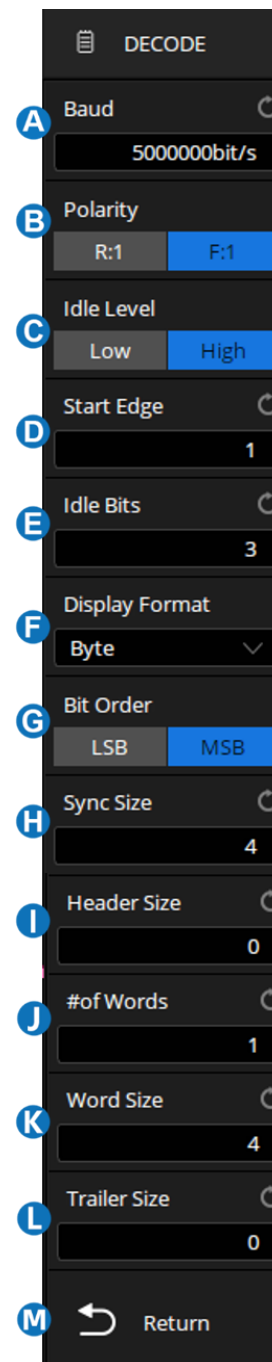 DECODE
A
Baud
5000000bit/s
B
Polarity
R:1 F:1
C
Idle Level
Low High
D
Start Edge
1
E
Idle Bits
3
F
Display Format
Byte
G
Bit Order
LSB MSB
H
Sync Size
4
I
Header Size
0
J
#of Words
1
K
Word Size
4
L
Trailer Size
0
M
Return